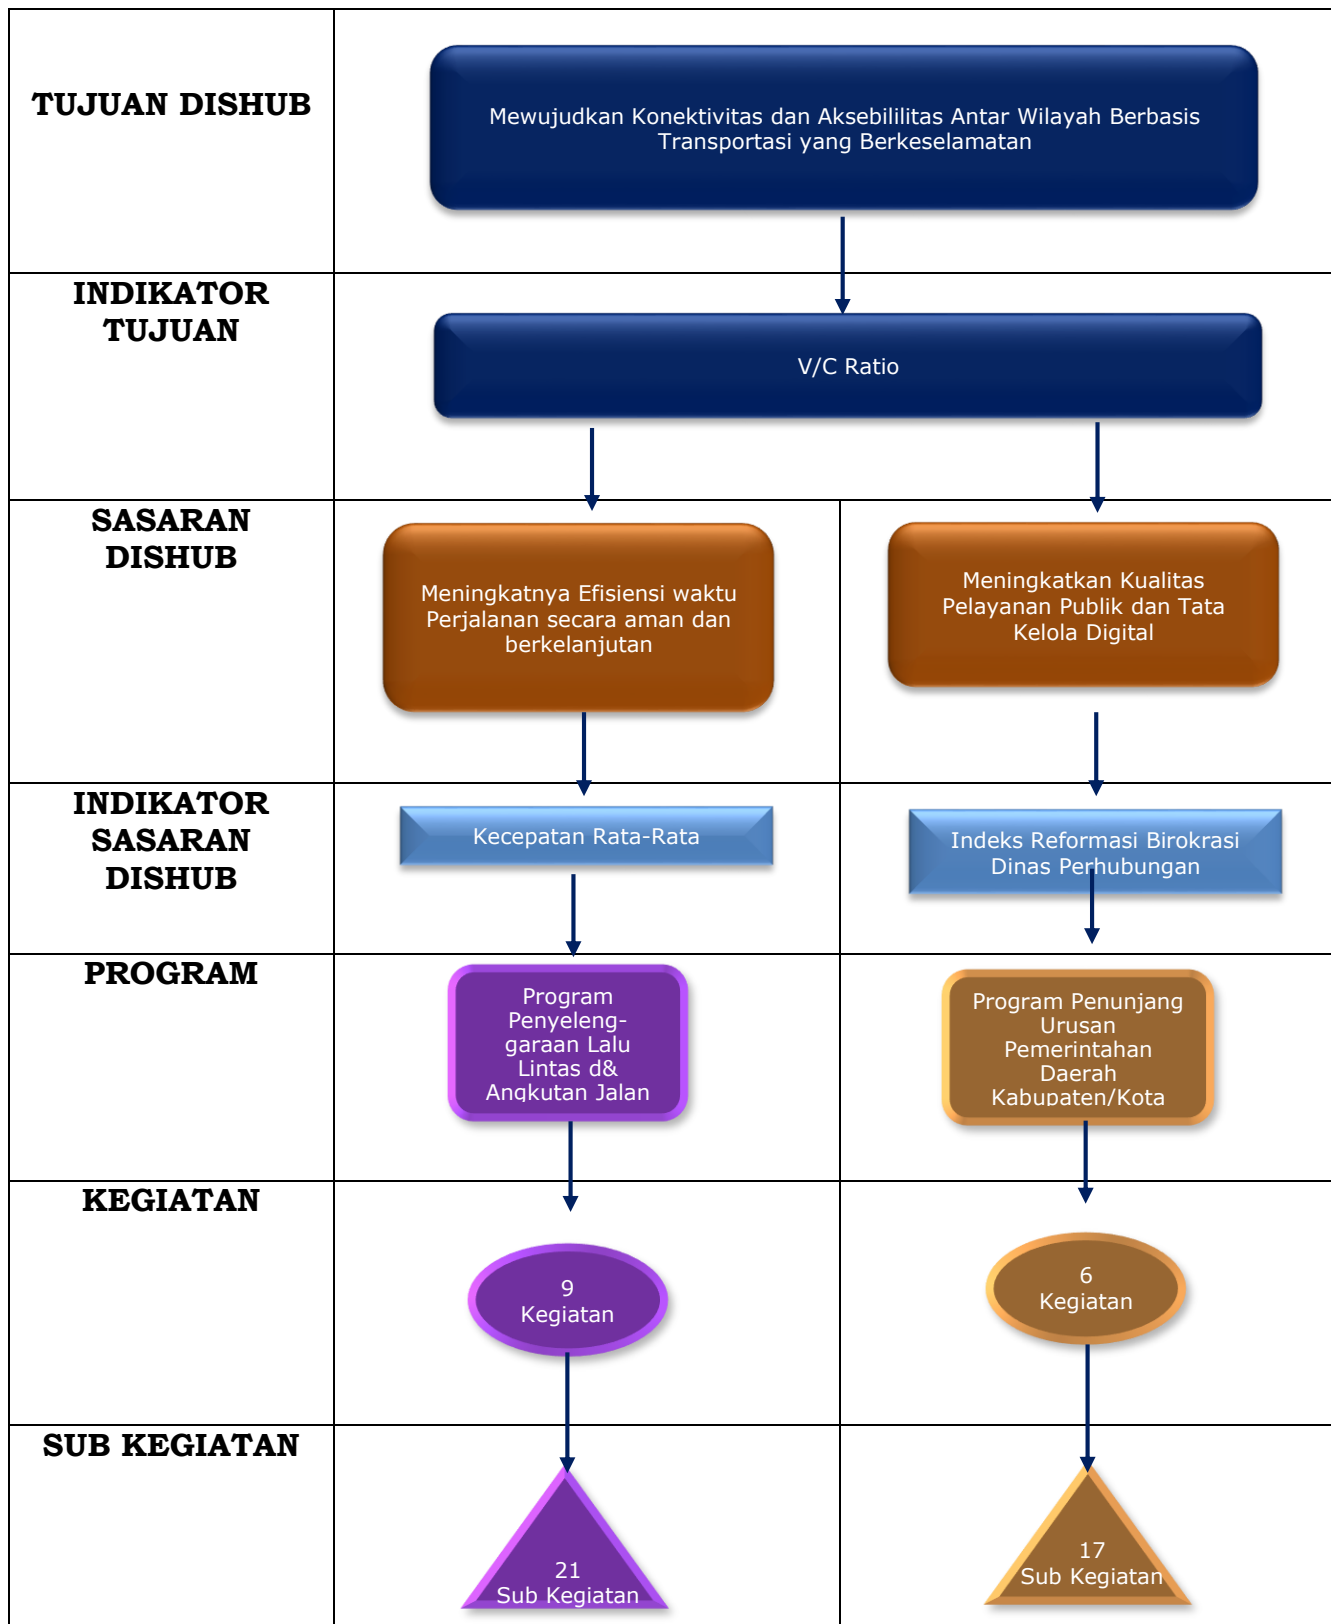 TUJUAN DISHUB
Mewujudkan Konektivitas dan Aksebililitas Antar Wilayah Berbasis
Transportasi yang Berkeselamatan
INDIKATOR
TUJUAN
V/C Ratio
SASARAN
DISHUB
Meningkatnya Efisiensi waktu
Perjalanan secara aman dan
berkelanjutan
Meningkatkan Kualitas
Pelayanan Publik dan Tata
Kelola Digital
INDIKATOR
SASARAN
DISHUB
Kecepatan Rata-Rata
Indeks Reformasi Birokrasi
Dinas Perhubungan
PROGRAM
Program
Penyeleng-
garaan Lalu
Lintas d&
Angkutan Jalan
Program Penunjang
Urusan
Pemerintahan
Daerah
Kabupaten/Kota
KEGIATAN
9
Kegiatan
6
Kegiatan
SUB KEGIATAN
21
Sub Kegiatan
17
Sub Kegiatan